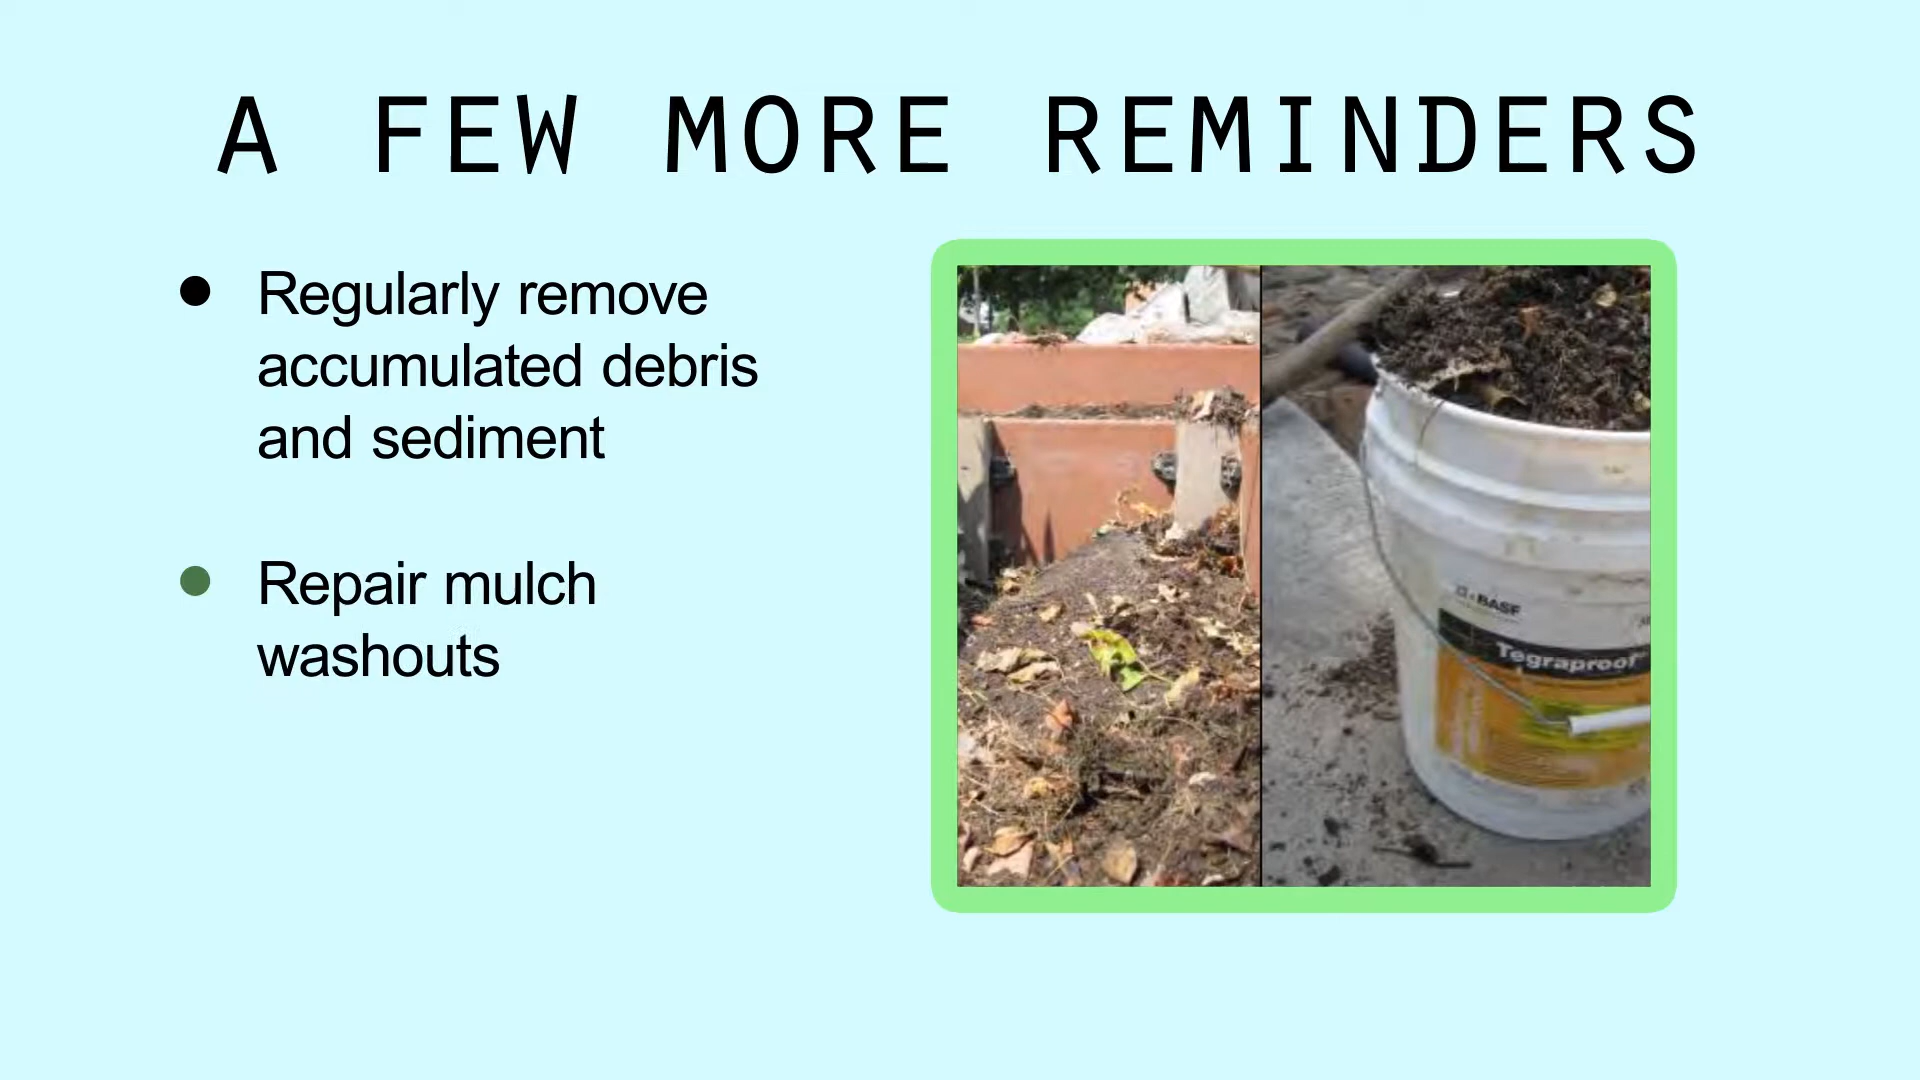 A FEW MORE REMINDERS
Regularly remove
accumulated debris
and sediment
Repair mulch
washouts
BASF
Tegraproof